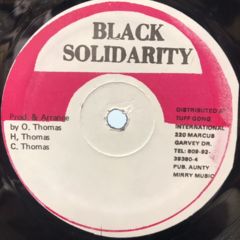 BLACK
SOLIDARITY
Prod. & Arrange
by O. Thomas
H, Thomas
C. Thomas
DISTRIBUTED AT
TUFF GONG
INTERNATIONAL
220 MARCUS
GARVEY DR.
TEL: 809-92-
39380-4
PUB. AUNTY
MIRRY MUSIC